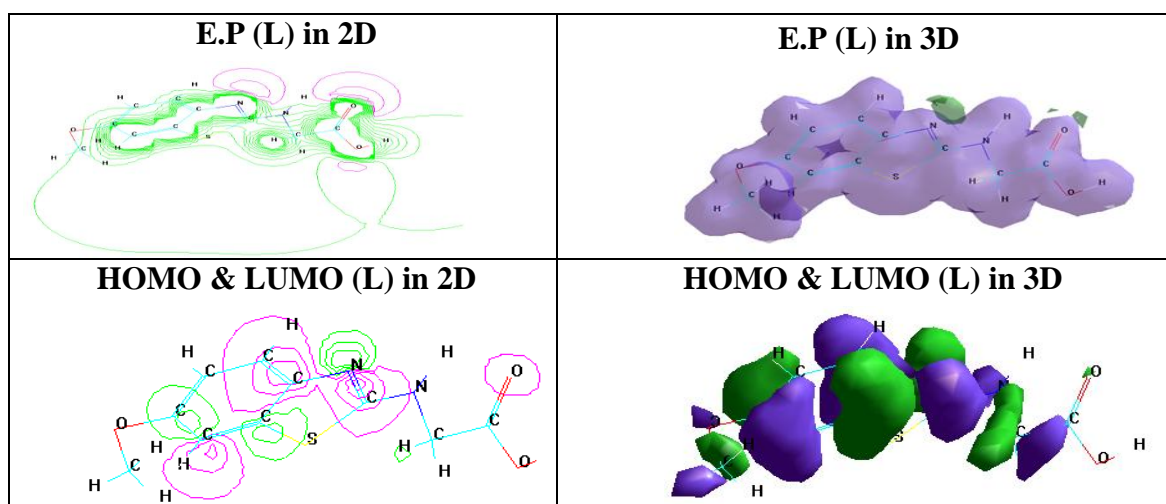 E.P (L) in 2D
H
H C C N H O
C C N
O C C C C C
C C S H C O H
H C H H H
H
E.P (L) in 3D
H
H C C N H O
C C C N C
O C C S H C O H
H H H
H C H
HOMO & LUMO (L) in 2D
H
H C N H
C C C N O
O C C C C
H C S H C O
H C H H
H
HOMO & LUMO (L) in 3D
H
H C H O
O S C C H
C O